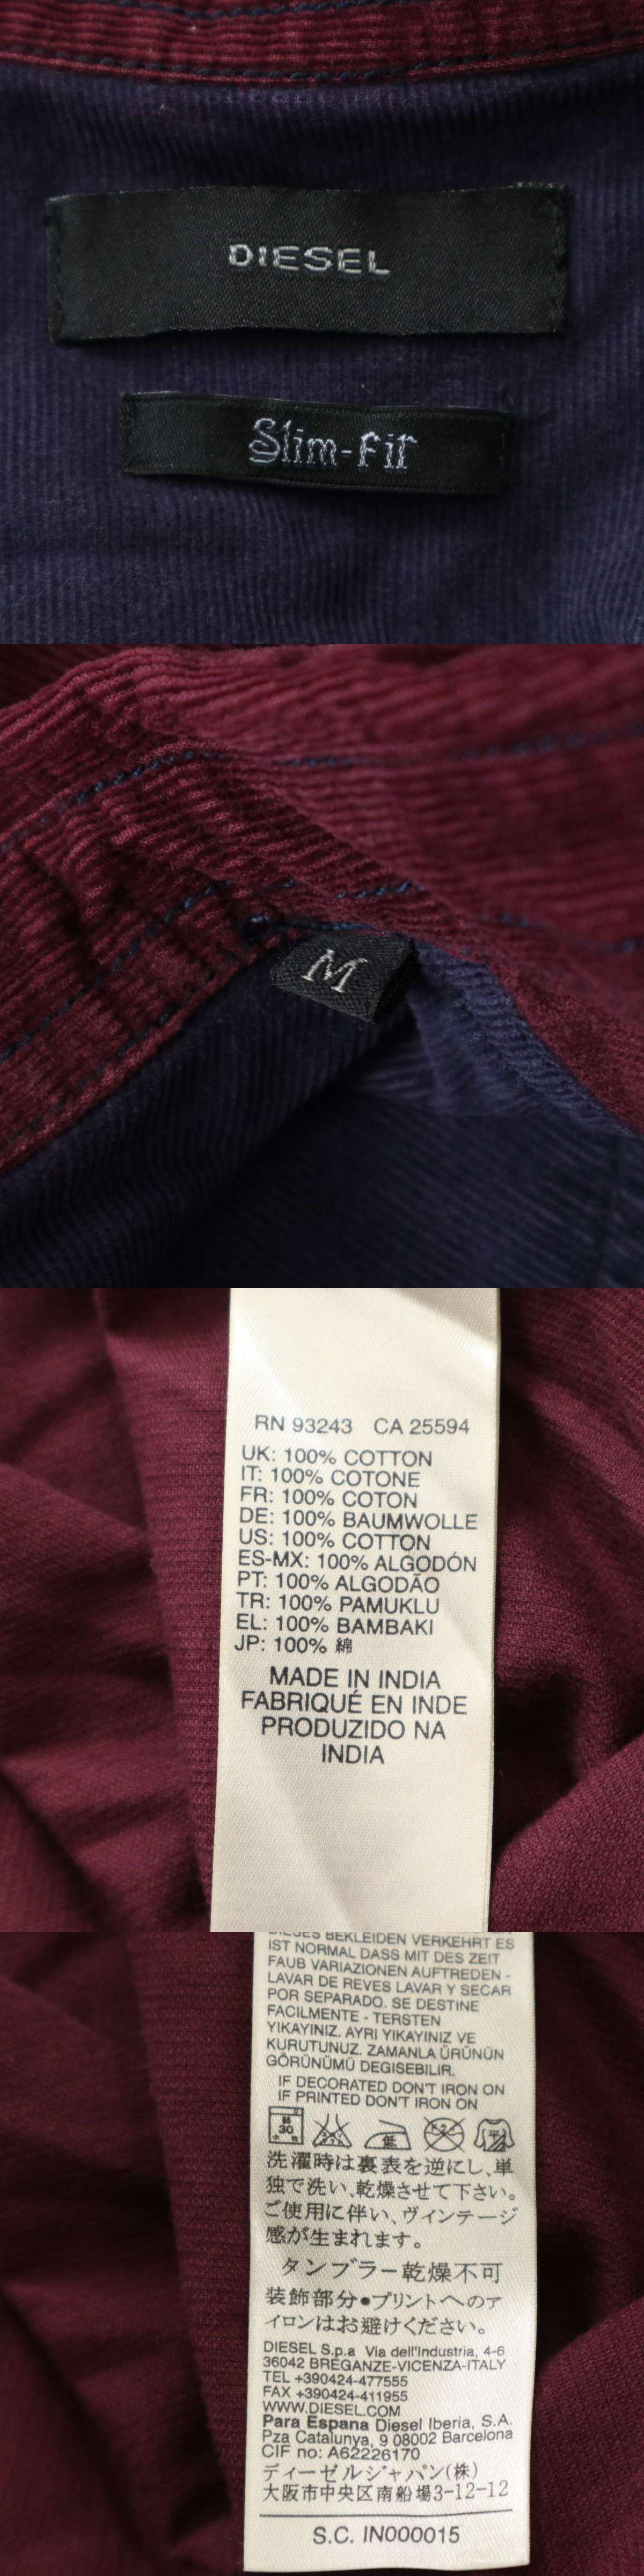 DIESEL
Slim-Fit
M
RN 93243 CA 25594
UK: 100% COTTON
IT: 100% COTONE
FR: 100% COTON
DE: 100% BAUMWOLLE
US: 100% COTTON
ES-MX: 100% ALGODÓN
PT: 100% ALGODÃO
TR: 100% PAMUKLU
EL: 100% BAMBAKI
JP: 100% 綿
MADE IN INDIA
FABRIQUÉ EN INDE
PRODUZIDO NA
INDIA
DIESES BEKLEIDEN VERKEHRT ES
IST NORMAL DASS MIT DES ZEIT
FAUB VARIAZIONEN AUFTREDEN -
LAVAR DE REVES LAVAR Y SECAR
POR SEPARADO. SE DESTINE
FACILMENTE - TERSTEN
YIKAYINIZ. AYRI YIKAYINIZ VE
KURUTUNUZ. ZAMANLA ÜRÜNÜN
GÖRÜNÜMÜ DEGISEBILIR.
IF DECORATED DON'T IRON ON
IF PRINTED DON'T IRON ON
30 低 平
洗濯時は裏表を逆にし、単
独で洗い、乾燥させて下さい。
ご使用に伴い、ヴィンテージ
感が生まれます。
タンブラー乾燥不可
装飾部分●プリントへのア
イロンはお避けください。
DIESEL S.p.a Via dell'Industria, 4-6
36042 BREGANZE-VICENZA-ITALY
TEL +390424-477555
FAX +390424-411955
WWW.DIESEL.COM
Para Espana Diesel Iberia, S.A.
Pza Catalunya, 9 08002 Barcelona
CIF no: A62226170
ディーゼルジャパン(株)
大阪市中央区南船場3-12-12
S.C. IN000015